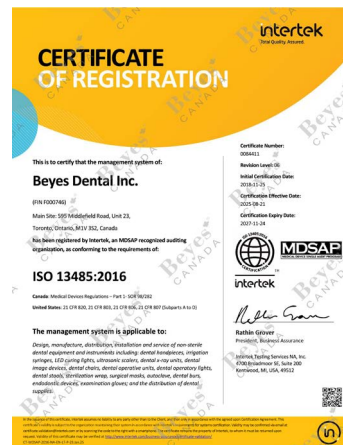 intertek
Total Quality. Assured.
CERTIFICATE
OF REGISTRATION
This is to certify that the management system of:
Beyes Dental Inc.
(FIN F000746)
Main Site: 595 Middlefield Road, Unit 23,
Toronto, Ontario, M1V 3S2, Canada
has been registered by Intertek, an MDSAP recognized auditing
organization, as conforming to the requirements of:
ISO 13485:2016
Canada: Medical Devices Regulations – Part 1- SOR 98/282
United States: 21 CFR 820, 21 CFR 803, 21 CFR 806, 21 CFR 807 (Subparts A to D)
The management system is applicable to:
Design, manufacture, distribution, installation and service of non-sterile
dental equipment and instruments including: dental handpieces, irrigation
syringes, LED curing lights, ultrasonic scalers, dental x-ray units, dental
image devices, dental chairs, dental operative units, dental operatory lights,
dental stools, sterilization wrap, surgical masks, autoclave, dental burs,
endodontic devices, examination gloves; and the distribution of dental
supplies.
Certificate Number:
0084411
Revision Level: 06
Initial Certification Date:
2018-11-25
Certification Effective Date:
2025-08-21
Certification Expiry Date:
2027-11-24
MDSAP
intertek
Rathin Grover
President, Business Assurance
Intertek Testing Services NA, Inc.
4700 Broadmoor SE, Suite 200
Kentwood, MI, USA, 49512
Beyes
CANADA